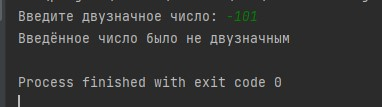 Введите двузначное число: -101
Введённое число было не двузначным
Process finished with exit code 0